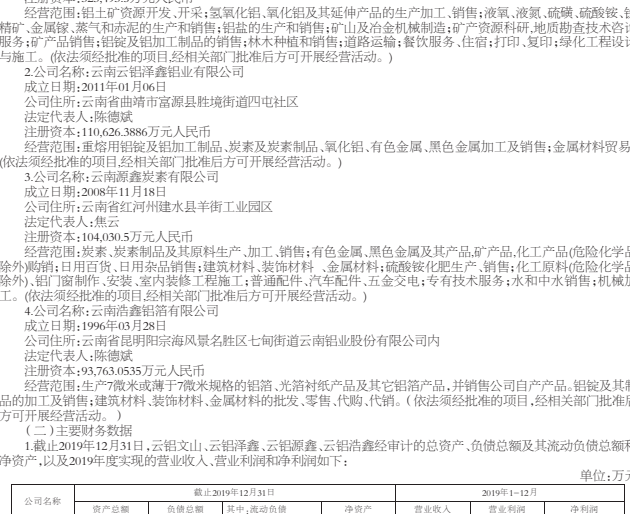 经营范围:铝土矿资源开发、开采;氢氧化铝、氧化铝及其延伸产品的生产加工、销售;液氧、液氮、硫磺、硫酸铵、铁
精矿、金属镓、蒸气和赤泥的生产和销售;铝盐的生产和销售;矿山及冶金机械制造;矿产资源科研、地质勘查技术咨询
服务;矿产品销售;铝锭及铝加工制品的销售;林木种植和销售;道路运输;餐饮服务、住宿;打印、复印;绿化工程设计
与施工。(依法须经批准的项目,经相关部门批准后方可开展经营活动。)
2.公司名称:云南云铝泽鑫铝业有限公司
成立日期:2011年01月06日
公司住所:云南省曲靖市富源县胜境街道四屯社区
法定代表人:陈德斌
注册资本:110,626.3886万元人民币
经营范围:重熔用铝锭及铝加工制品、炭素及炭素制品、氧化铝、有色金属、黑色金属加工及销售;金属材料贸易
(依法须经批准的项目,经相关部门批准后方可开展经营活动。)
3.公司名称:云南源鑫炭素有限公司
成立日期:2008年11月18日
公司住所:云南省红河州建水县羊街工业园区
法定代表人:焦云
注册资本:104,030.5万元人民币
经营范围:炭素、炭素制品及其原料生产、加工、销售;有色金属、黑色金属及其产品,矿产品,化工产品(危险化学品
除外)购销;日用百货、日用杂品销售;建筑材料、装饰材料 、金属材料;硫酸铵化肥生产、销售;化工原料(危险化学品
除外)、铝门窗制作、安装、室内装修工程施工;普通配件、汽车配件、五金交电;专有技术服务;水和中水销售;机械加
工。(依法须经批准的项目,经相关部门批准后方可开展经营活动。)
4.公司名称:云南浩鑫铝箔有限公司
成立日期:1996年03月28日
公司住所:云南省昆明阳宗海风景名胜区七甸街道云南铝业股份有限公司内
法定代表人:陈德斌
注册资本:93,763.0535万元人民币
经营范围:生产7微米或薄于7微米规格的铝箔、光箔衬纸产品及其它铝箔产品,并销售公司自产产品。铝锭及其制
品的加工及销售;建筑材料、装饰材料、金属材料的批发、零售、代购、代销。(依法须经批准的项目,经相关部门批准后
方可开展经营活动。)
(二)主要财务数据
1.截止2019年12月31日,云铝文山、云铝泽鑫、云铝源鑫、云铝浩鑫经审计的总资产、负债总额及其流动负债总额和
净资产,以及2019年度实现的营业收入、营业利润和净利润如下:
单位:万元
公司名称 截止2019年12月31日 2019年1-12月
资产总额 负债总额 其中:流动负债 净资产 营业收入 营业利润 净利润